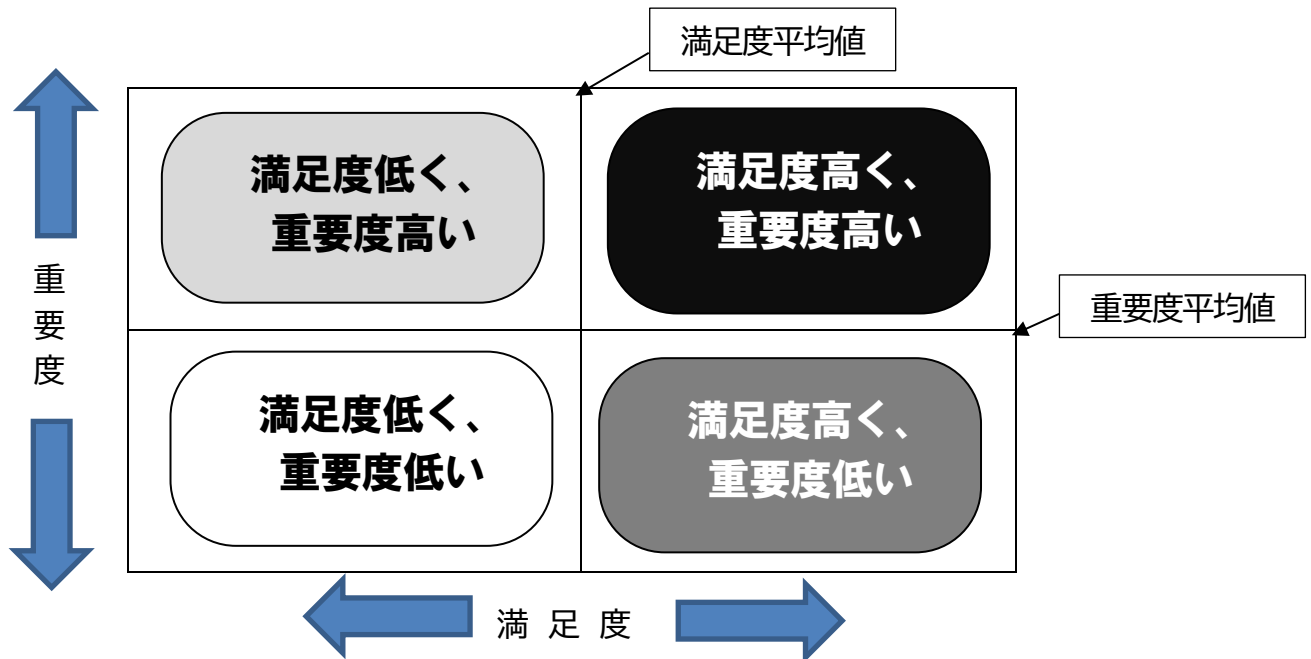 満足度平均値
満足度低く、
重要度高い
満足度高く、
重要度高い
重要度平均値
重要度
満足度低く、
重要度低い
満足度高く、
重要度低い
満足度